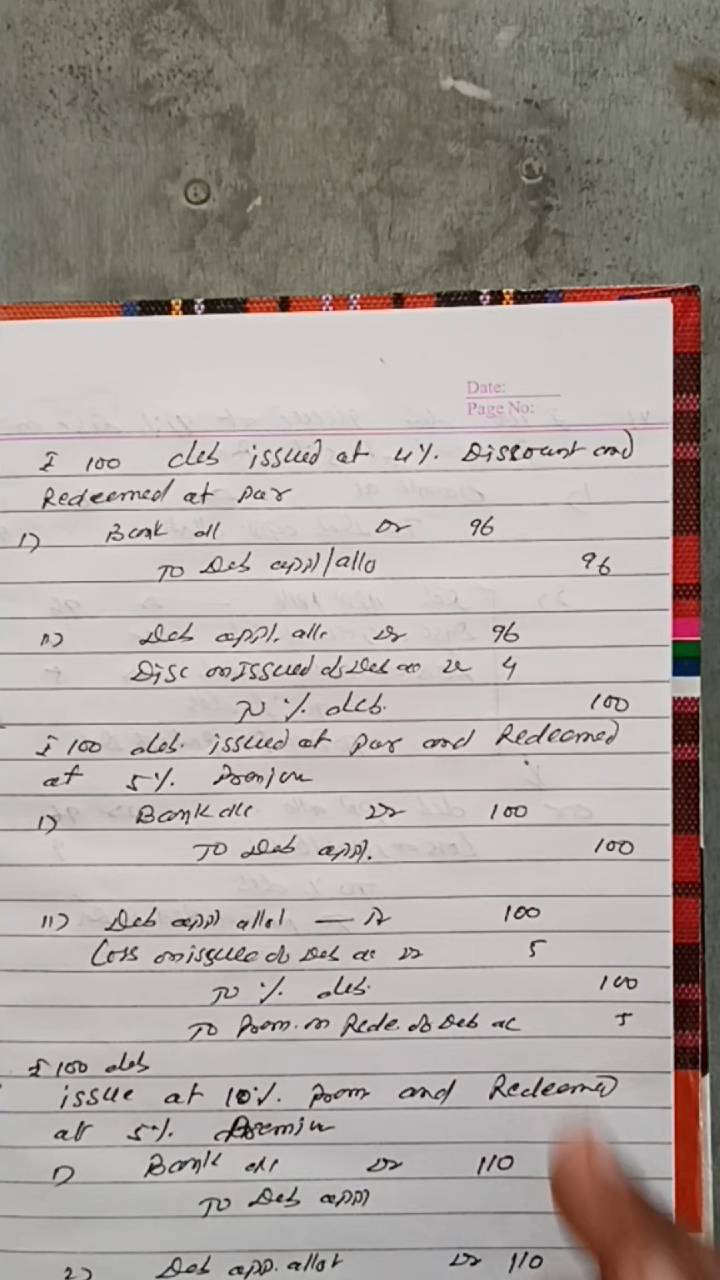 Date:
Page No:
₹ 100 deb issued at 4%. Discount and
Redeemed at par
1) Bank a/c Dr 96
To Deb appl/allo 96
11) Deb appl. allo Dr 96
Disc on Issued of Deb ac Dr 4
To % deb. 100
₹ 100 deb. issued at par and Redeemed
at 5%. Premium
1) Bank a/c Dr 100
To Deb appl. 100
11) Deb appl allot — Dr 100
Loss on issue of Deb ac Dr 5
To % deb. 100
To Prem. on Rede. of Deb ac 5
₹ 100 deb
issue at 10%. prem and Redeemed
at 5%. Premium
1) Bank a/c Dr 110
To Deb appl
2) Deb app. allot Dr 110